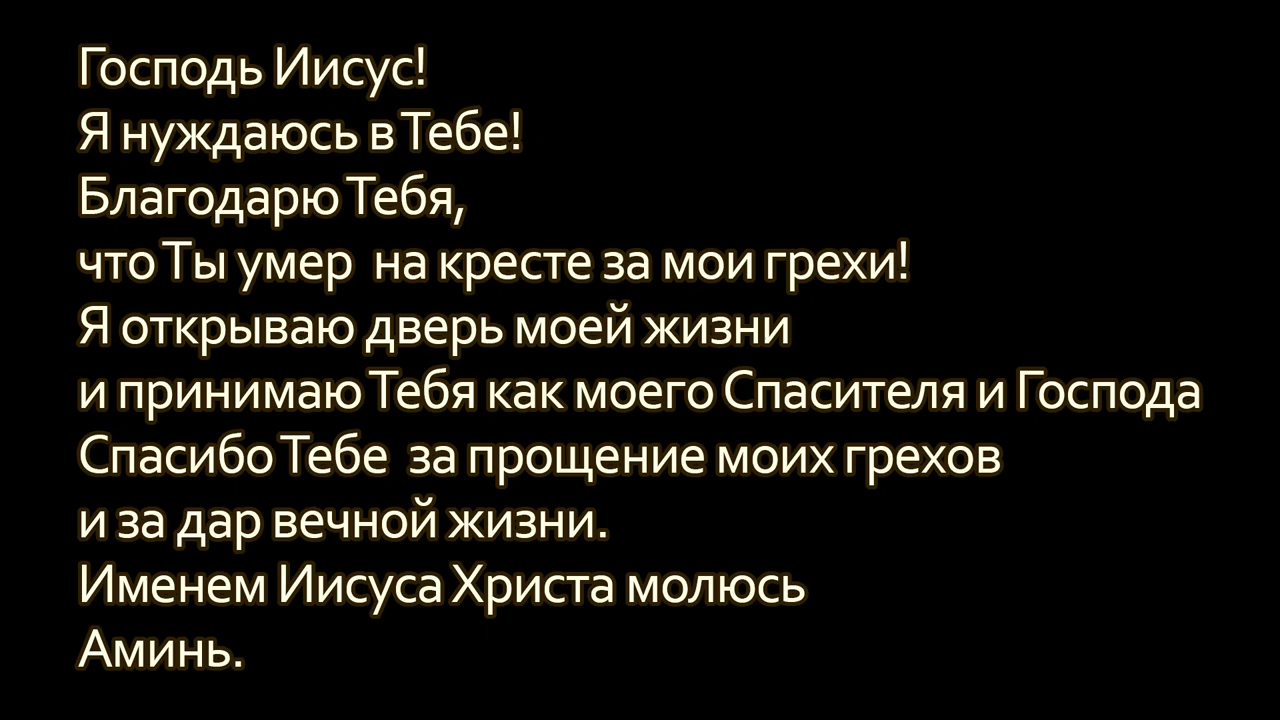 Господь Иисус!
Я нуждаюсь в Тебе!
Благодарю Тебя,
что Ты умер  на кресте за мои грехи!
Я открываю дверь моей жизни
и принимаю Тебя как моего Спасителя и Господа
Спасибо Тебе  за прощение моих грехов
и за дар вечной жизни.
Именем Иисуса Христа молюсь
Аминь.